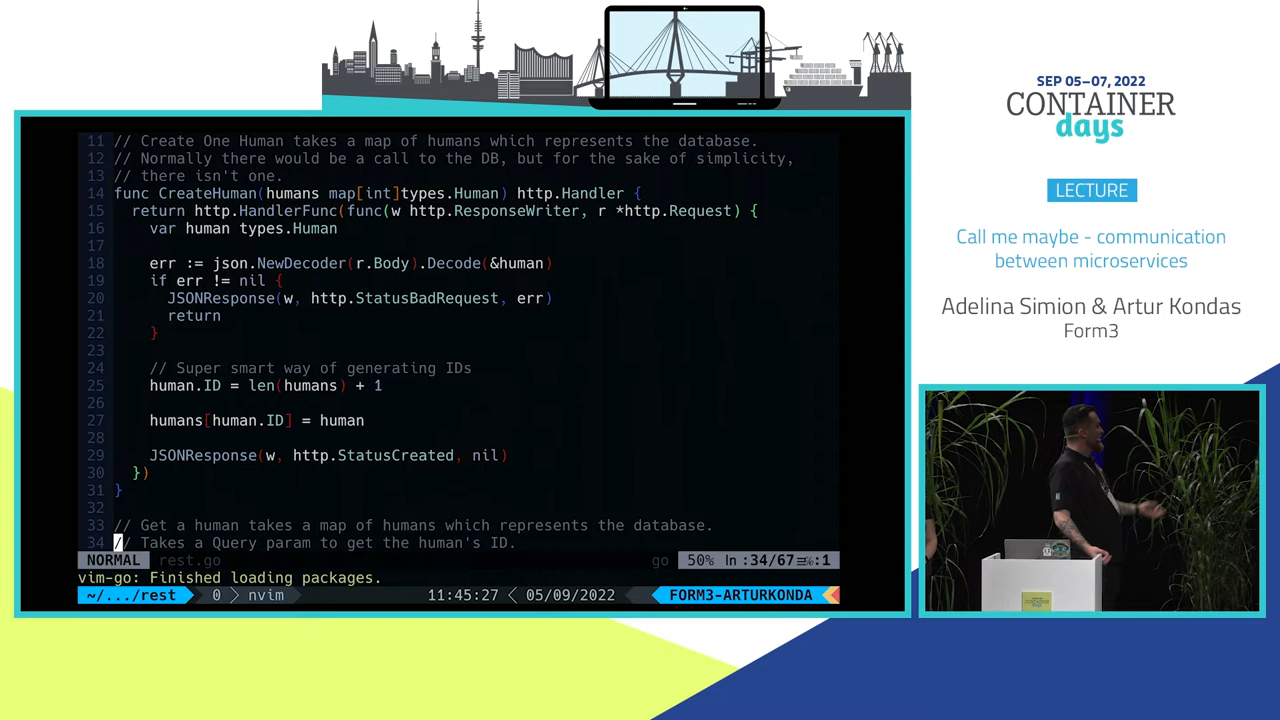 11 // Create One Human takes a map of humans which represents the database.
12 // Normally there would be a call to the DB, but for the sake of simplicity,
13 // there isn't one.
14 func CreateHuman(humans map[int]types.Human) http.Handler {
15 return http.HandlerFunc(func(w http.ResponseWriter, r *http.Request) {
16 var human types.Human
17
18 err := json.NewDecoder(r.Body).Decode(&human)
19 if err != nil {
20 JSONResponse(w, http.StatusBadRequest, err)
21 return
22 }
23
24 // Super smart way of generating IDs
25 human.ID = len(humans) + 1
26
27 humans[human.ID] = human
28
29 JSONResponse(w, http.StatusCreated, nil)
30 })
31 }
32
33 // Get a human takes a map of humans which represents the database.
34 // Takes a Query param to get the human's ID.
NORMAL rest.go go 50% ln :34/67 :1
vim-go: Finished loading packages.
~/.../rest 0 nvim 11:45:27 05/09/2022 FORM3-ARTURKONDA
SEP 05–07, 2022
CONTAINER
days
LECTURE
Call me maybe - communication
between microservices
Adelina Simion & Artur Kondas
Form3